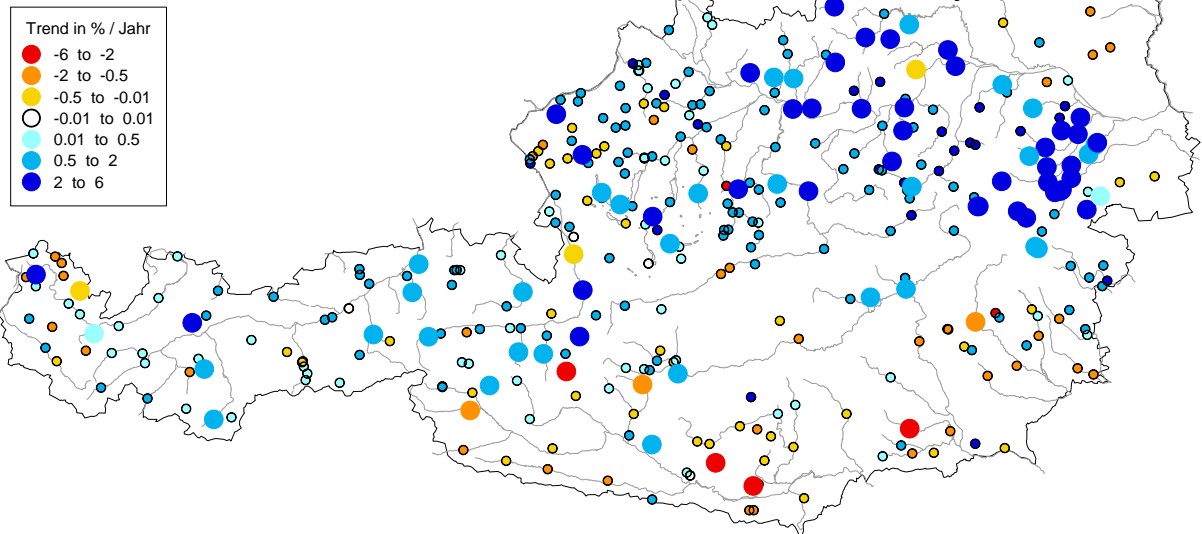 Trend in % / Jahr
-6 to -2
-2 to -0.5
-0.5 to -0.01
-0.01 to 0.01
0.01 to 0.5
0.5 to 2
2 to 6